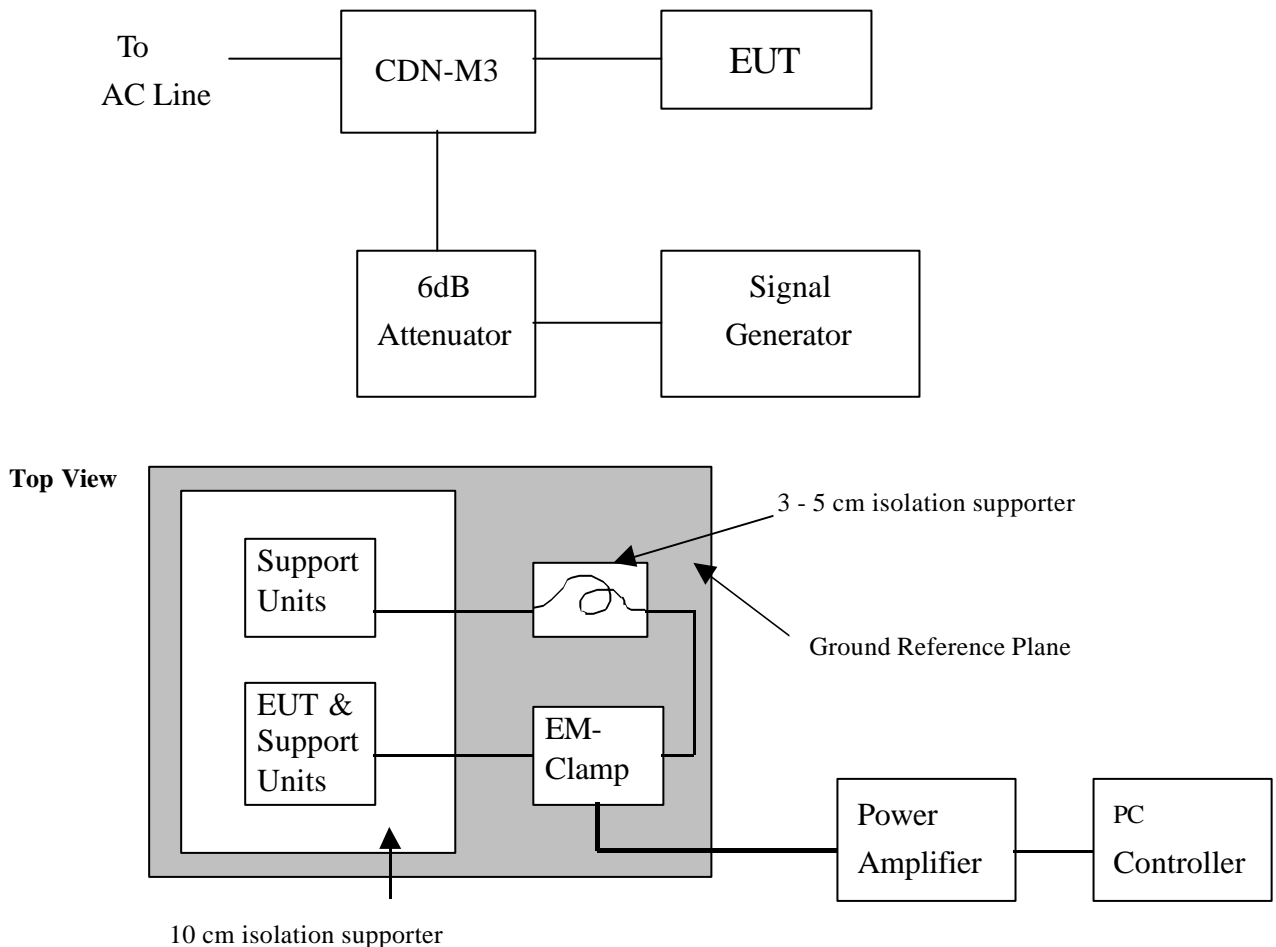 To
AC Line
CDN-M3
EUT
6dB
Attenuator
Signal
Generator
Top View
3 - 5 cm isolation supporter
Support
Units
Ground Reference Plane
EUT &
Support
Units
EM-
Clamp
Power
Amplifier
PC
Controller
10 cm isolation supporter